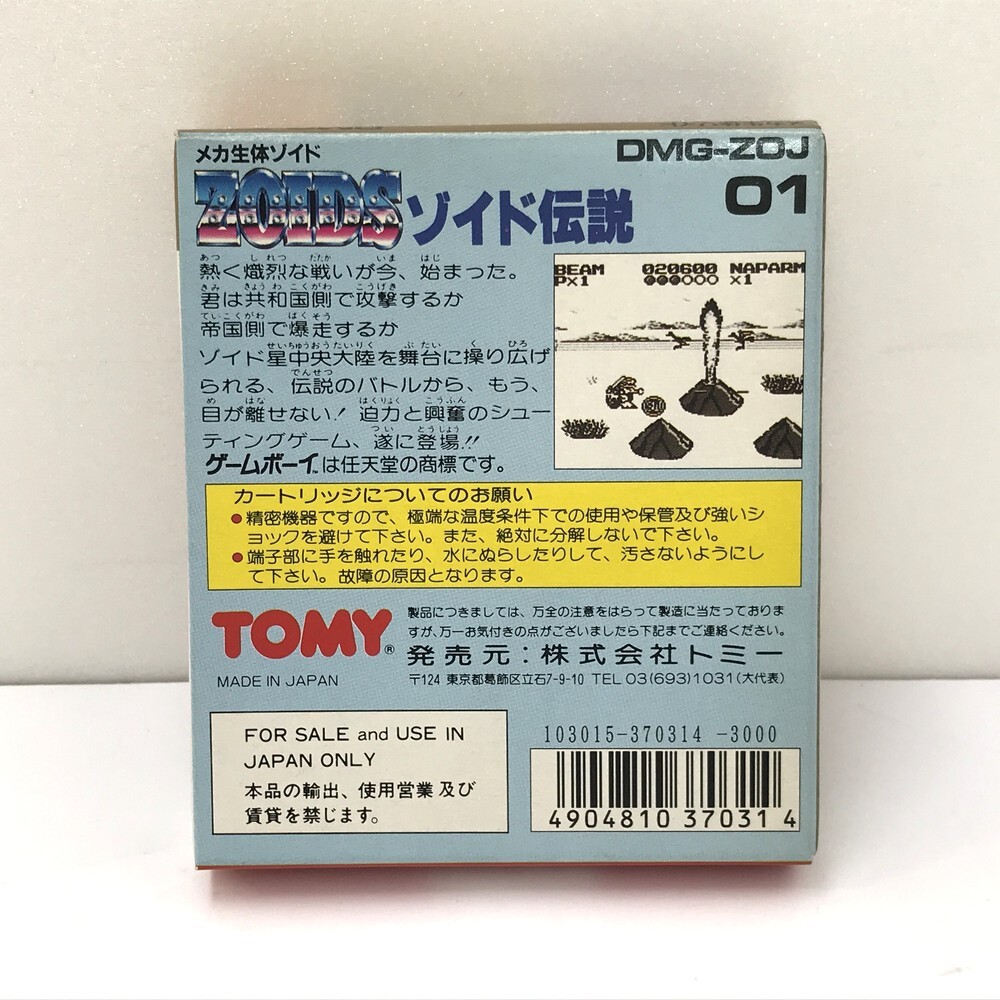 メカ生体ゾイド
DMG-ZOJ
01
ZOIDS ゾイド伝説
熱く熾烈な戦いが今、始まった。
君は共和国側で攻撃するか
帝国側で爆走するか
ゾイド星中央大陸を舞台に操り広げ
られる、伝説のバトルから、もう、
目が離せない! 迫力と興奮のシュー
ティングゲーム、遂に登場!!
ゲームボーイ™は任天堂の商標です。
BEAM 020600 NAPARM
P×1 ×1
カートリッジについてのお願い
●精密機器ですので、極端な温度条件下での使用や保管及び強いシ
ョックを避けて下さい。また、絶対に分解しないで下さい。
●端子部に手を触れたり、水にぬらしたりして、汚さないようにし
て下さい。故障の原因となります。
TOMY®
MADE IN JAPAN
製品につきましては、万全の注意をはらって製造に当たっておりま
すが、万一お気付きの点がございましたら下記までご連絡ください。
発売元:株式会社トミー
〒124 東京都葛飾区立石7-9-10 TEL 03(693)1031(大代表)
FOR SALE and USE IN
JAPAN ONLY
本品の輸出、使用営業及び
賃貸を禁じます。
103015-370314 -3000
4904810 370314